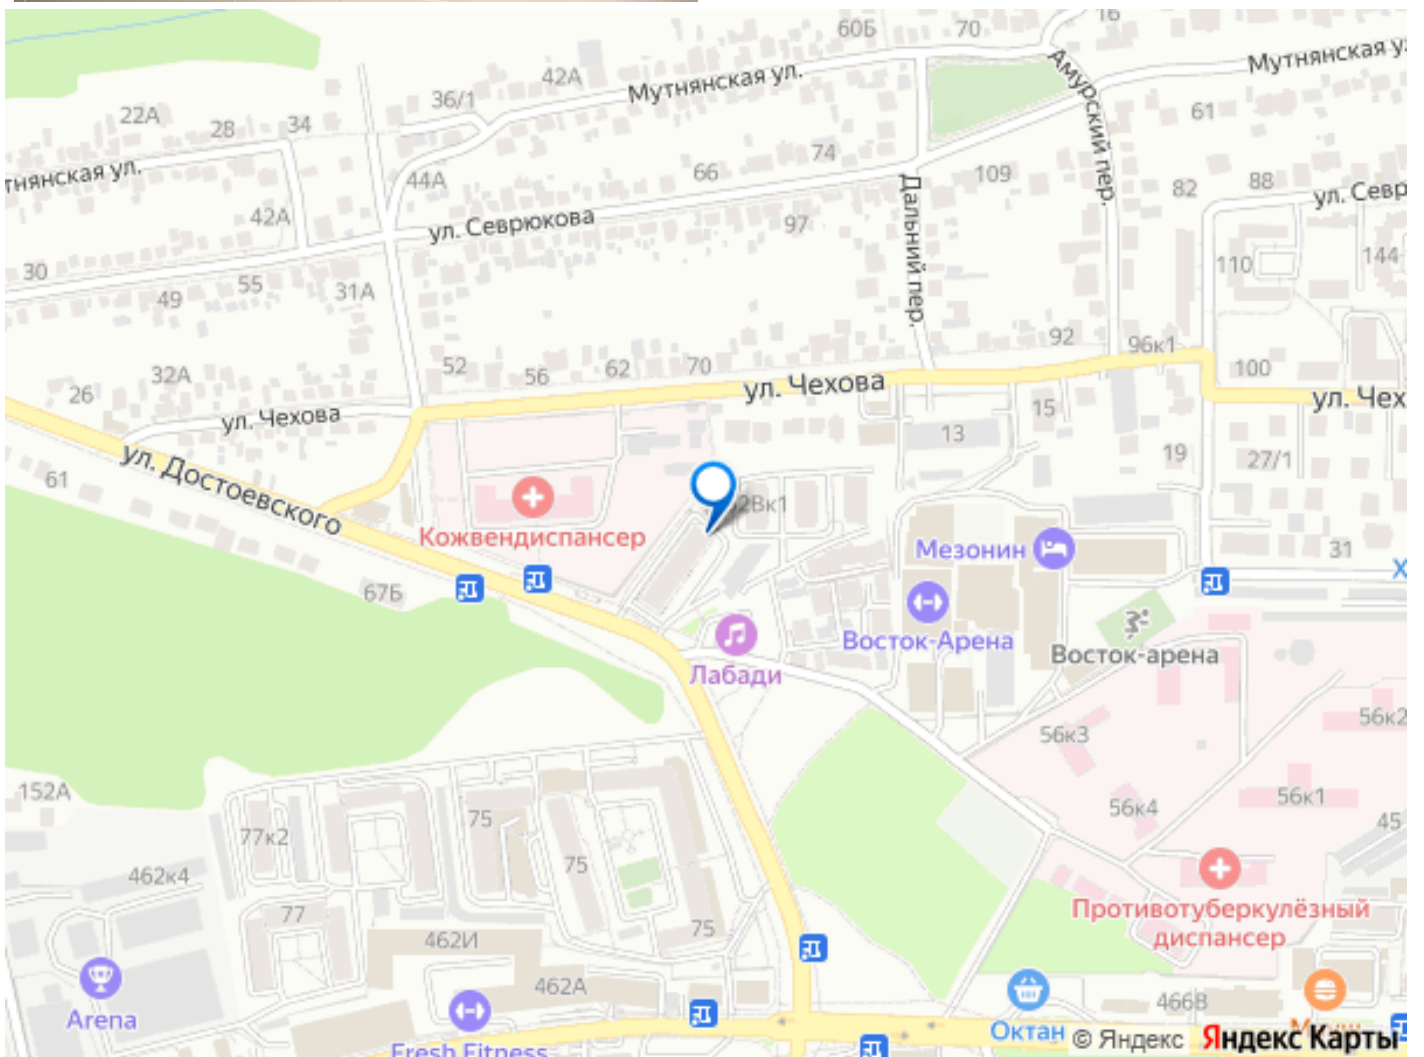 16
60Б
70
Мутнянская ул.
42А
Мутнянская ул.
36/1
Амурский пер.
22А
28
34
61
74
тнянская ул.
44А
66
109
82
88
ул. Севр
42А
ул. Севрюкова
97
Дальний пер.
110
144
30
55
49
31А
92
96к1
52
56
62
70
ул. Чехова
100
32А
26
ул. Чехова
ул. Чех
15
13
ул. Достоевского
61
19
27/1
2Вк1
Кожвендиспансер
Мезонин
31
Х
67Б
Восток-Арена
Восток-арена
Лабади
56к2
56к3
152А
77к2
75
56к4
56к1
45
75
462к4
77
75
Противотуберкулёзный
диспансер
462И
462А
466В
Arena
Октан
Fresh Fitness
© Яндекс Яндекс Карты